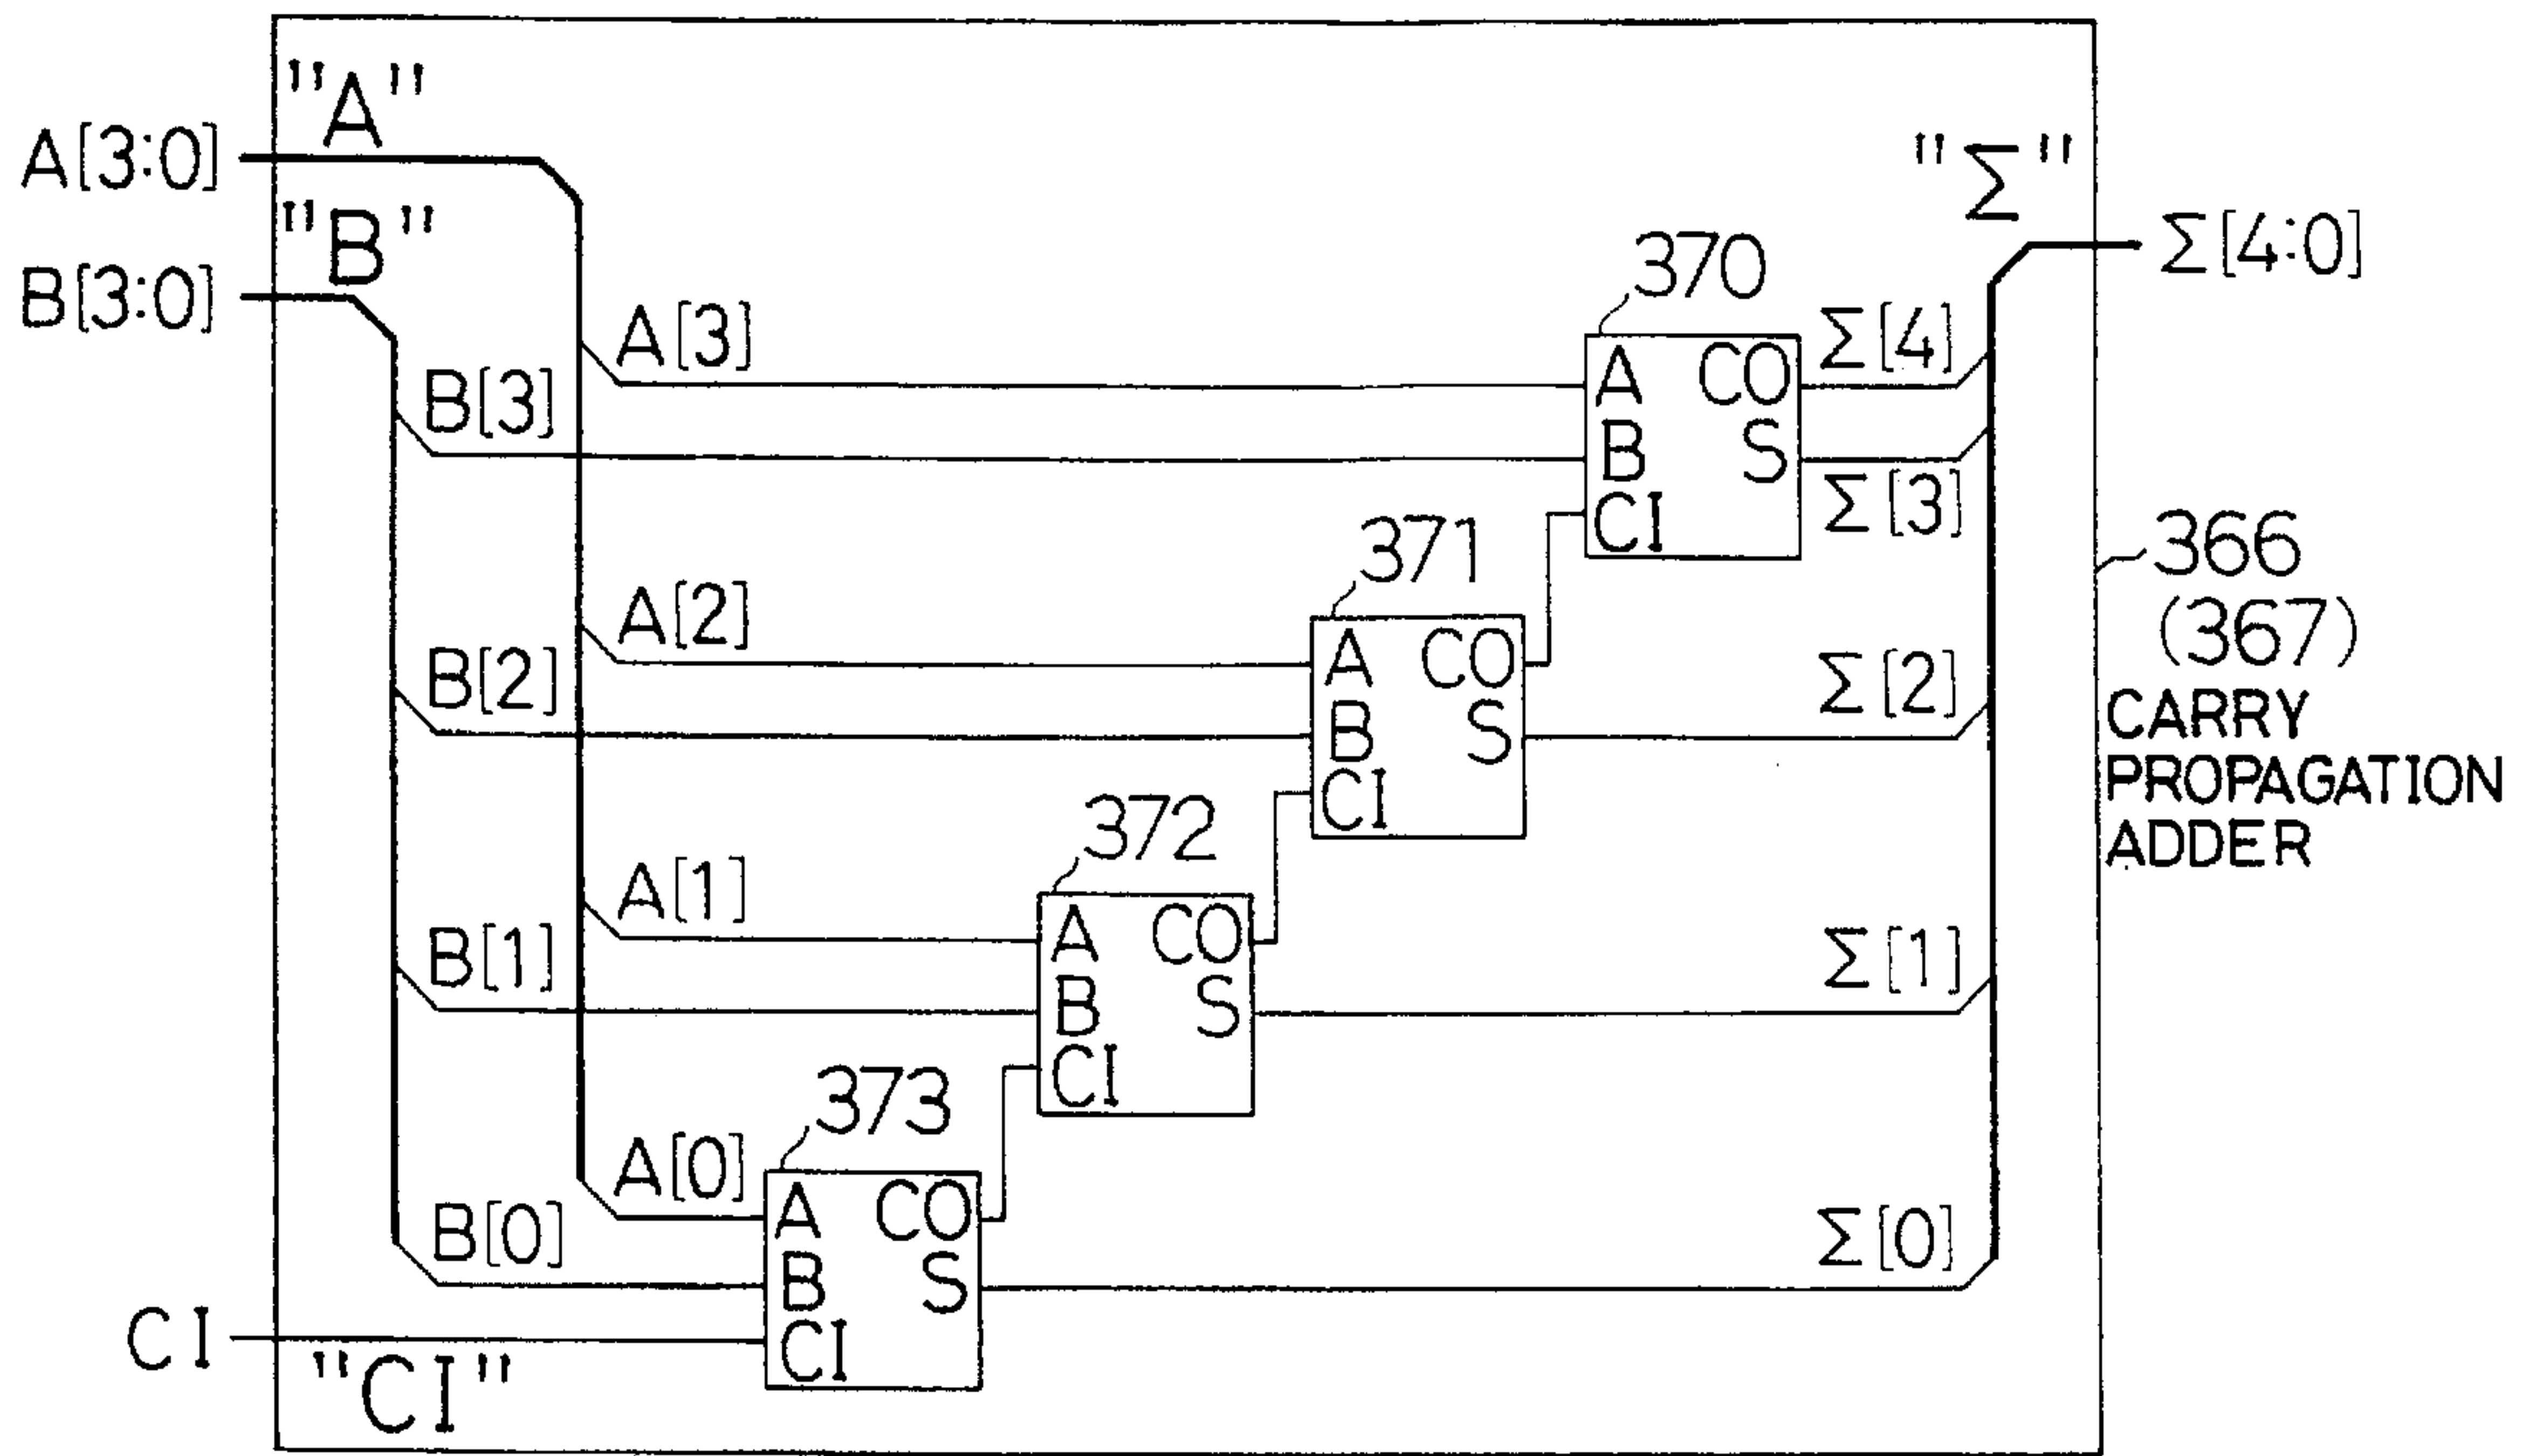 "A"
A[3:0]
"B"
B[3:0]
"Σ"
Σ[4:0]
370
A[3]
B[3]
A CO
B S
CI
Σ[4]
Σ[3]
366
(367)
CARRY
PROPAGATION
ADDER
371
A[2]
B[2]
A CO
B S
CI
Σ[2]
372
A[1]
B[1]
A CO
B S
CI
Σ[1]
373
A[0]
B[0]
A CO
B S
CI
Σ[0]
CI
"CI"